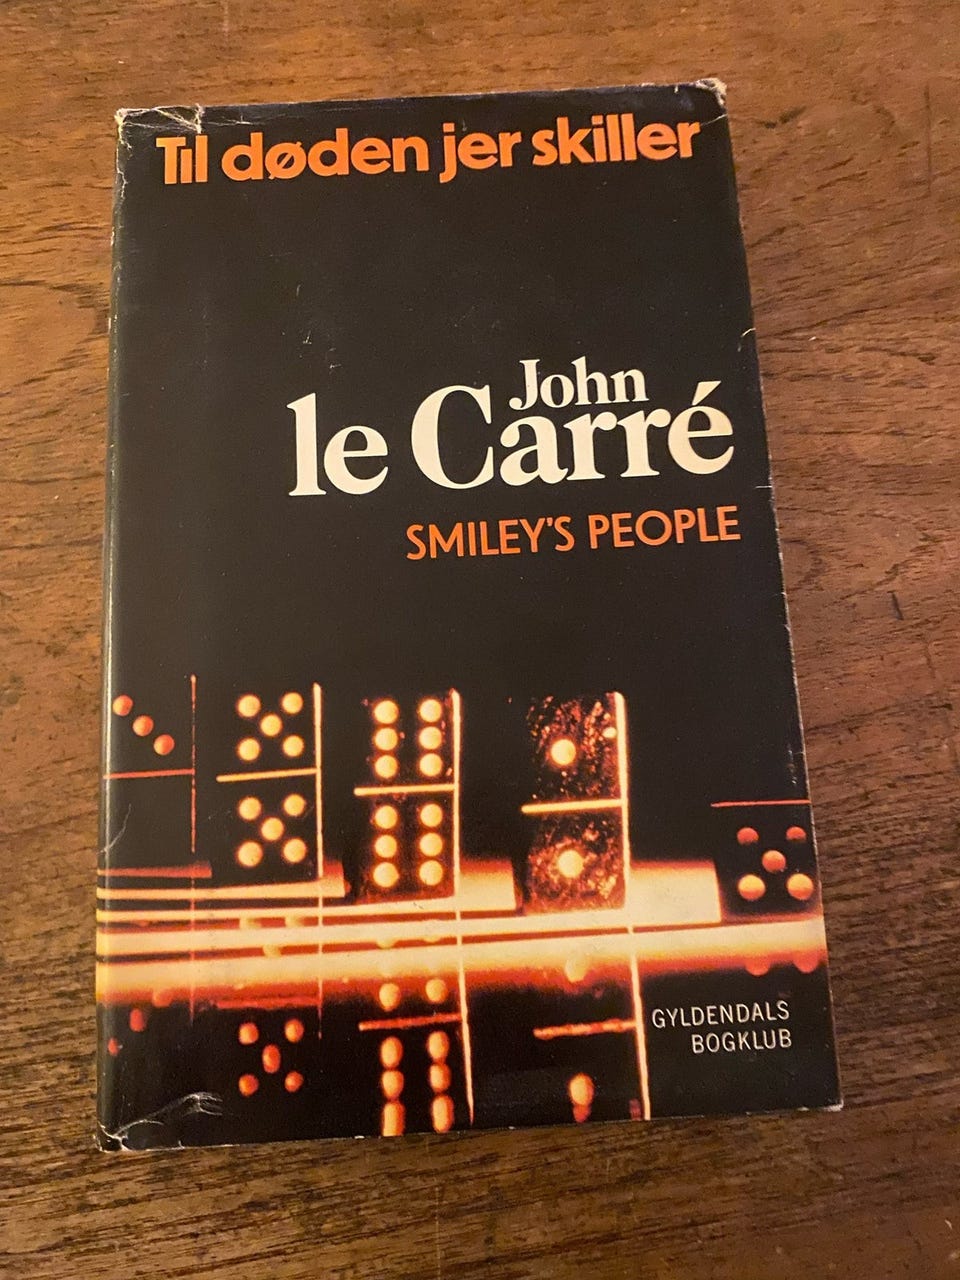 Til døden jer skiller
John
le Carré
SMILEY'S PEOPLE
GYLDENDALS
BOGKLUB